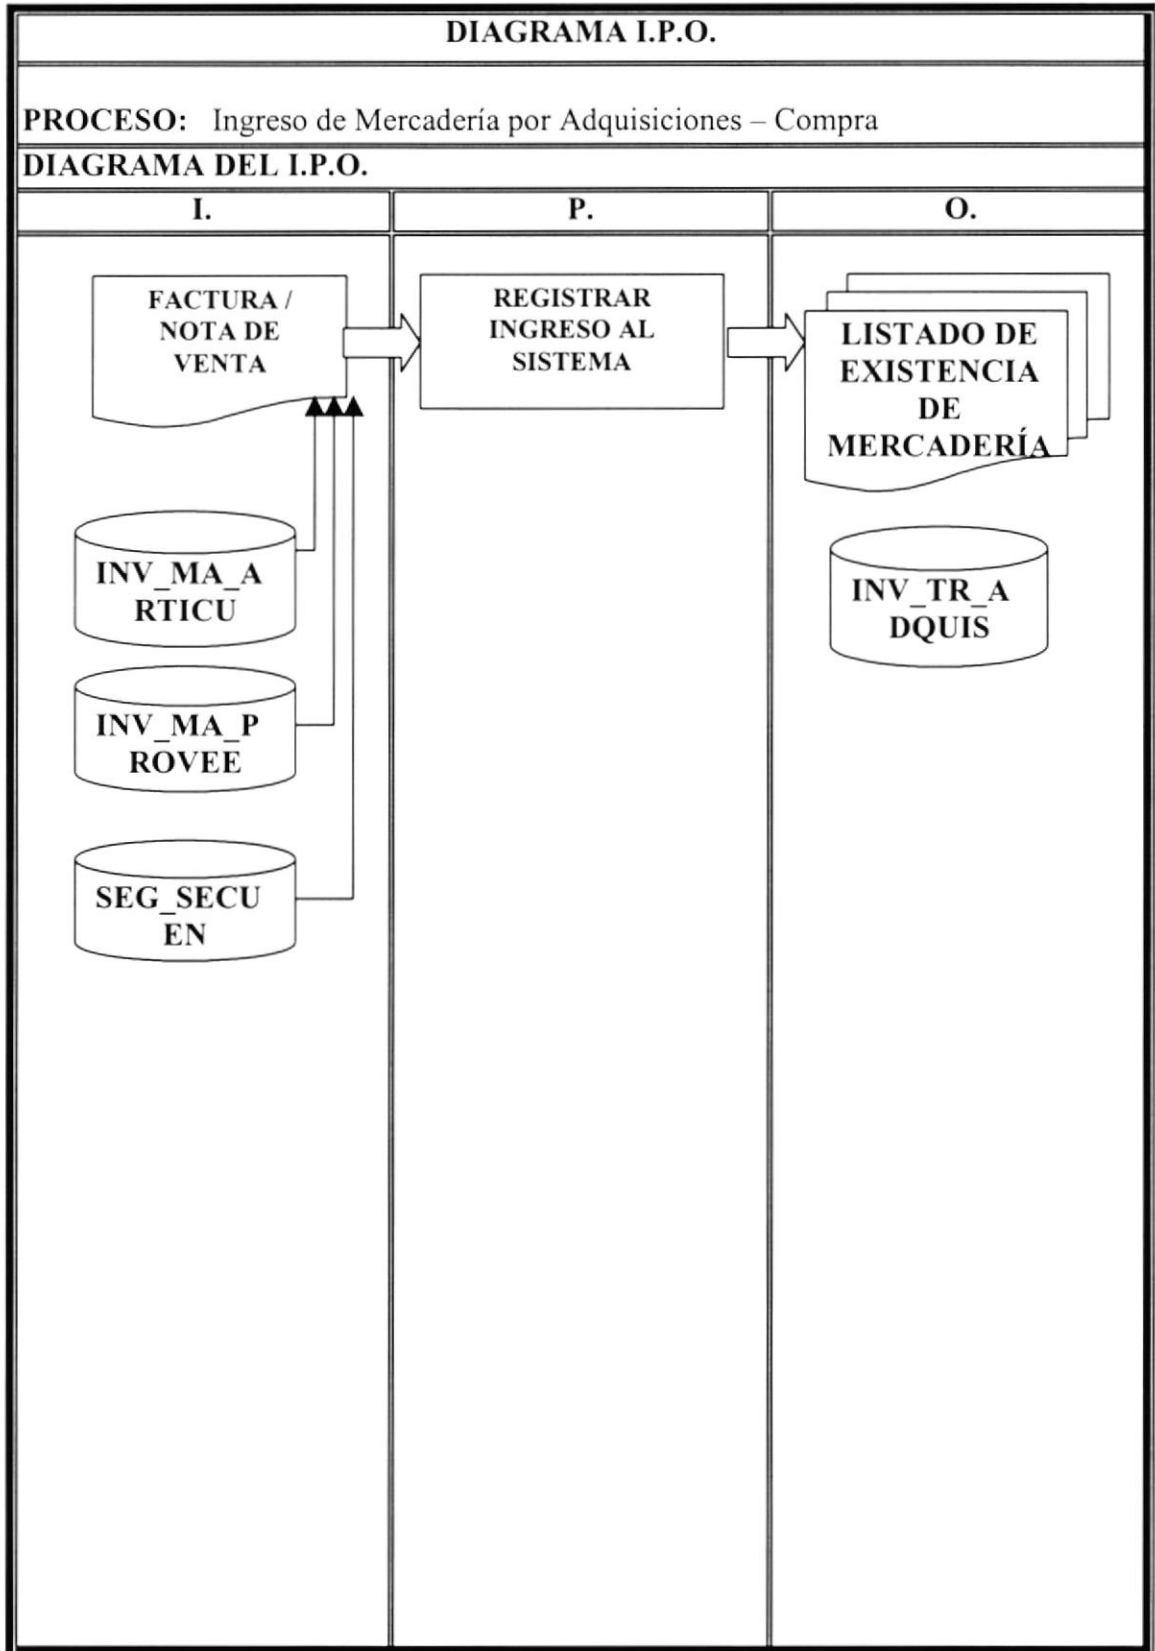 DIAGRAMA I.P.O.
PROCESO: Ingreso de Mercadería por Adquisiciones – Compra
DIAGRAMA DEL I.P.O.
I.
P.
O.
FACTURA /
NOTA DE
VENTA
REGISTRAR
INGRESO AL
SISTEMA
LISTADO DE
EXISTENCIA
DE
MERCADERÍA
INV_MA_A
RTICU
INV_TR_A
DQUIS
INV_MA_P
ROVEE
SEG_SECU
EN